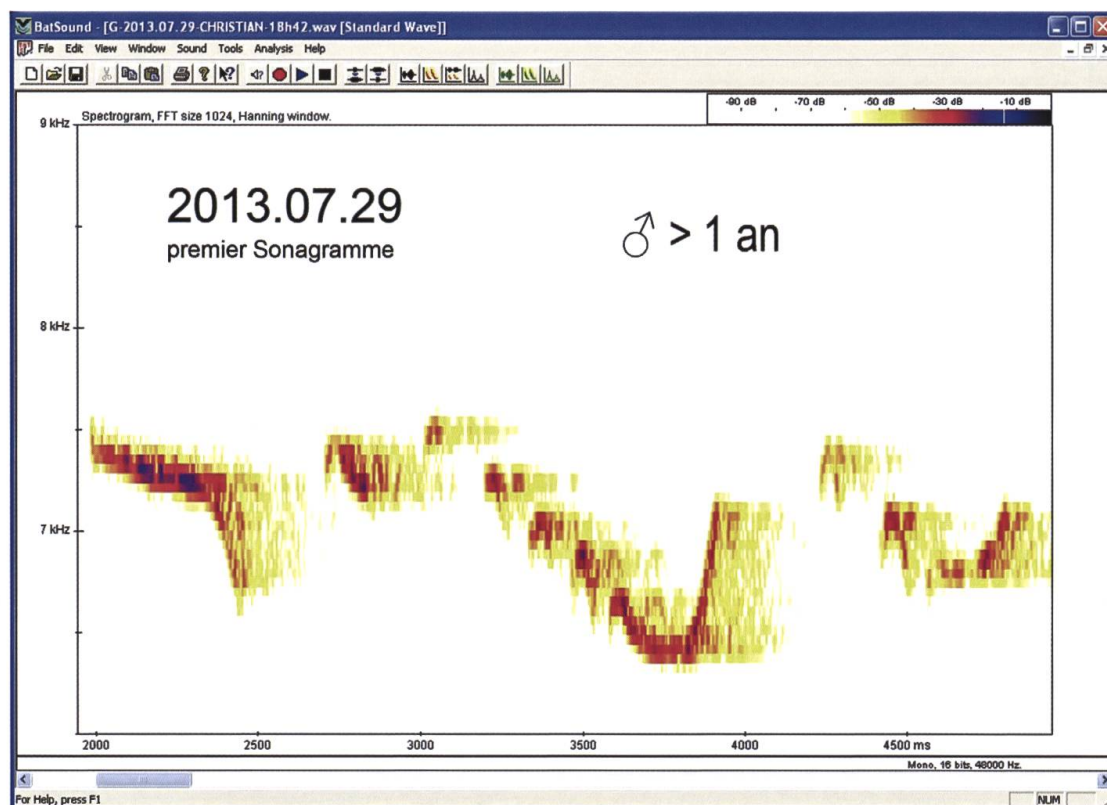 BatSound - [G-2013.07.29-CHRISTIAN-18h42.wav [Standard Wave]]
File Edit View Window Sound Tools Analysis Help
-90 dB -70 dB -50 dB -30 dB -10 dB
Spectrogram, FFT size 1024, Hanning window.
9 kHz
2013.07.29
premier Sonagramme
♂ > 1 an
8 kHz
7 kHz
2000 2500 3000 3500 4000 4500 ms
Mono, 16 bits, 48000 Hz.
For Help, press F1
NUM